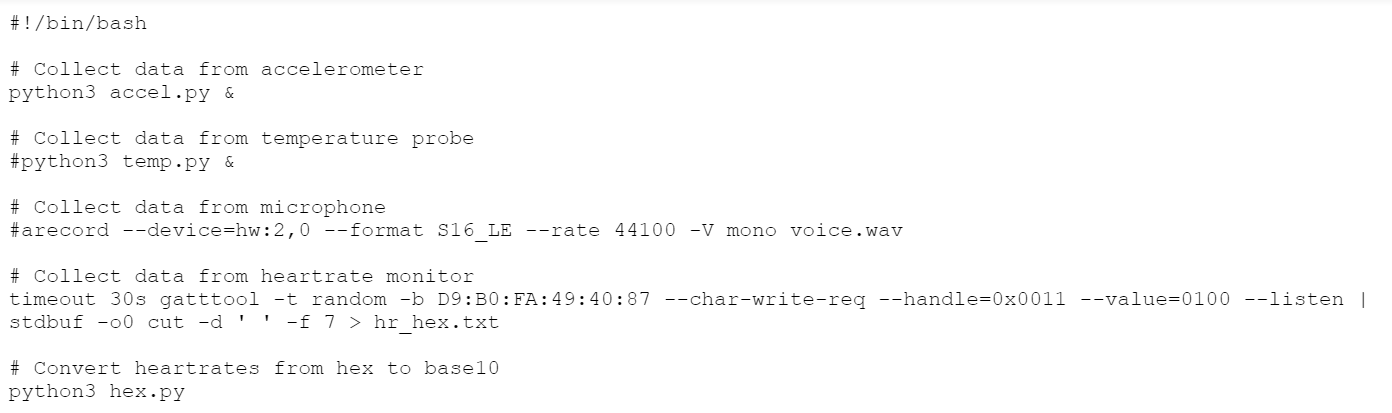 #!/bin/bash
# Collect data from accelerometer
python3 accel.py &
# Collect data from temperature probe
#python3 temp.py &
# Collect data from microphone
#arecord --device=hw:2,0 --format S16_LE --rate 44100 -V mono voice.wav
# Collect data from heartrate monitor
timeout 30s gatttool -t random -b D9:B0:FA:49:40:87 --char-write-req --handle=0x0011 --value=0100 --listen |
stdbuf -o0 cut -d ' ' -f 7 > hr_hex.txt
# Convert heartrates from hex to base10
python3 hex.py